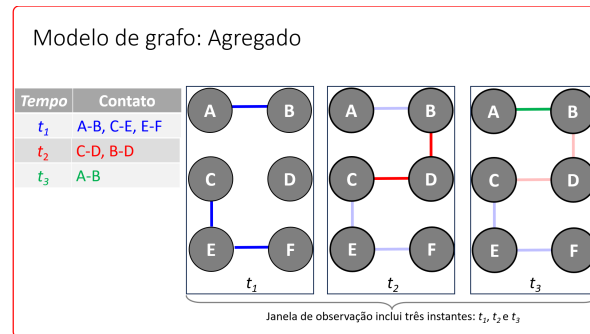 Modelo de grafo: Agregado
Tempo Contato
t1 A-B, C-E, E-F
t2 C-D, B-D
t3 A-B
A B
C D
E F
t1
A B
C D
E F
t2
A B
C D
E F
t3
Janela de observação inclui três instantes: t1, t2 e t3